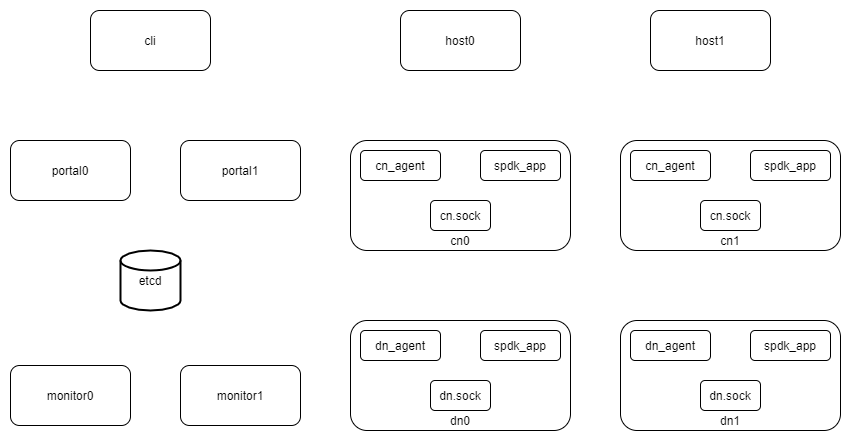 cli
host0
host1
portal0
portal1
cn_agent
spdk_app
cn.sock
cn0
cn_agent
spdk_app
cn.sock
cn1
etcd
monitor0
monitor1
dn_agent
spdk_app
dn.sock
dn0
dn_agent
spdk_app
dn.sock
dn1